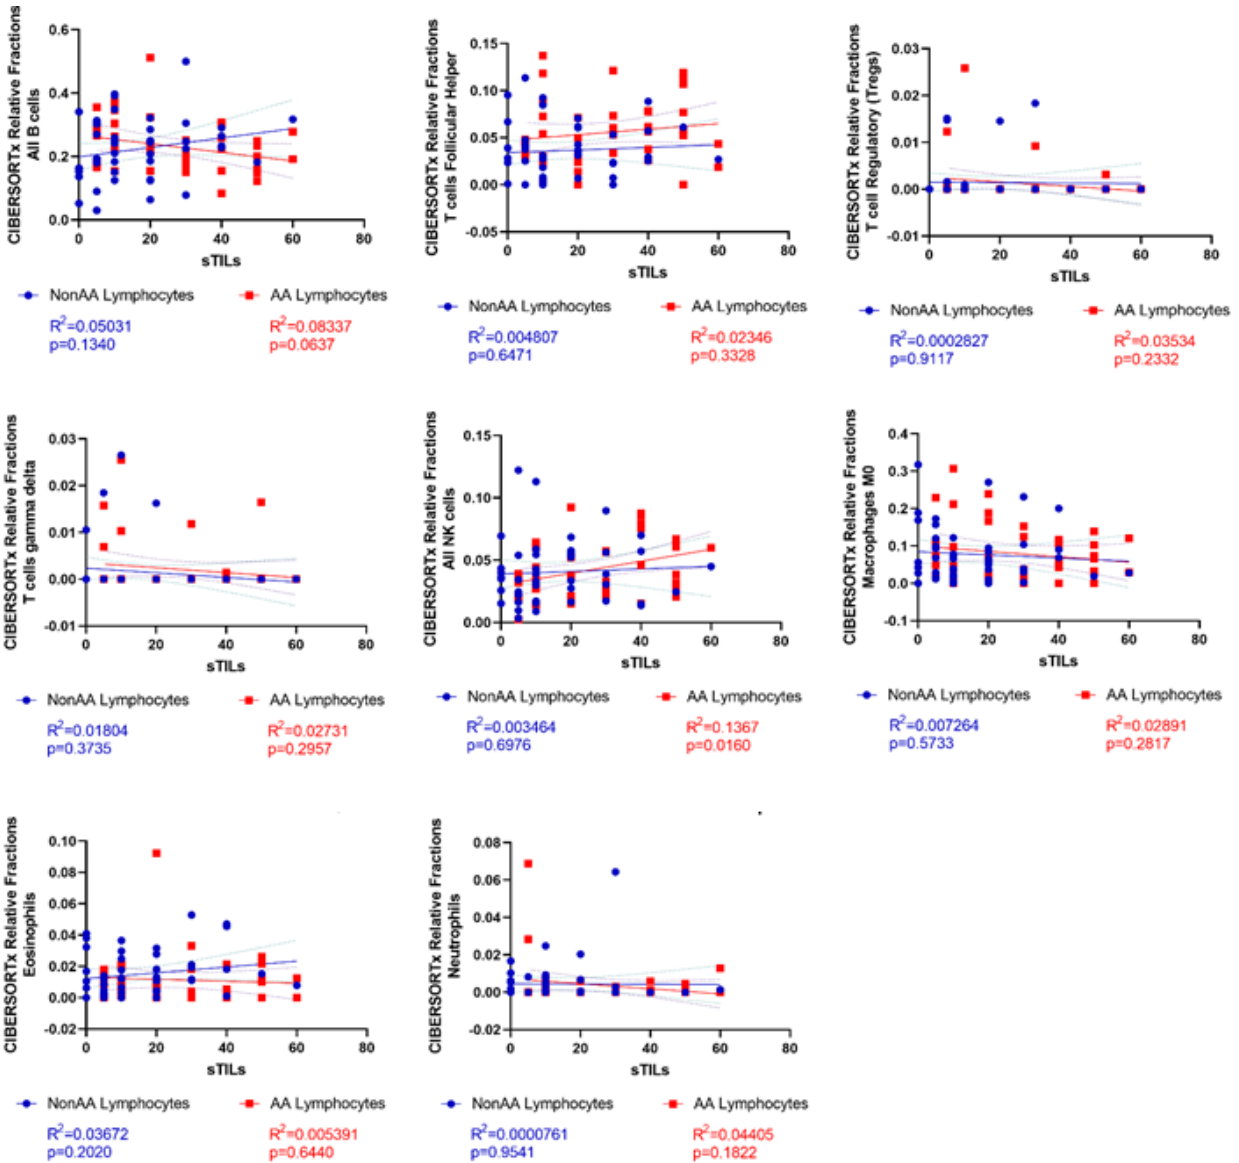 CIBERSORTx Relative Fractions
All B cells
0.6
0.4
0.2
0.0
0 20 40 60 80
sTILs
NonAA Lymphocytes AA Lymphocytes
R²=0.05031 R²=0.08337
p=0.1340 p=0.0637
CIBERSORTx Relative Fractions
T cells Follicular Helper
0.15
0.10
0.05
0.00
-0.05
0 20 40 60 80
sTILs
NonAA Lymphocytes AA Lymphocytes
R²=0.004807 R²=0.02346
p=0.6471 p=0.3328
CIBERSORTx Relative Fractions
T cell Regulatory (Tregs)
0.03
0.02
0.01
0.00
-0.01
0 20 40 60 80
sTILs
NonAA Lymphocytes AA Lymphocytes
R²=0.0002827 R²=0.03534
p=0.9117 p=0.2332
CIBERSORTx Relative Fractions
T cells gamma delta
0.03
0.02
0.01
0.00
-0.01
0 20 40 60 80
sTILs
NonAA Lymphocytes AA Lymphocytes
R²=0.01804 R²=0.02731
p=0.3735 p=0.2957
CIBERSORTx Relative Fractions
All NK cells
0.15
0.10
0.05
0.00
0 20 40 60 80
sTILs
NonAA Lymphocytes AA Lymphocytes
R²=0.003464 R²=0.1367
p=0.6976 p=0.0160
CIBERSORTx Relative Fractions
Macrophages M0
0.4
0.3
0.2
0.1
0.0
-0.1
0 20 40 60 80
sTILs
NonAA Lymphocytes AA Lymphocytes
R²=0.007264 R²=0.02891
p=0.5733 p=0.2817
CIBERSORTx Relative Fractions
Eosinophils
0.10
0.08
0.06
0.04
0.02
0.00
-0.02
0 20 40 60 80
sTILs
NonAA Lymphocytes AA Lymphocytes
R²=0.03672 R²=0.005391
p=0.2020 p=0.6440
CIBERSORTx Relative Fractions
Neutrophils
0.08
0.06
0.04
0.02
0.00
-0.02
0 20 40 60 80
sTILs
NonAA Lymphocytes AA Lymphocytes
R²=0.0000761 R²=0.04405
p=0.9541 p=0.1822